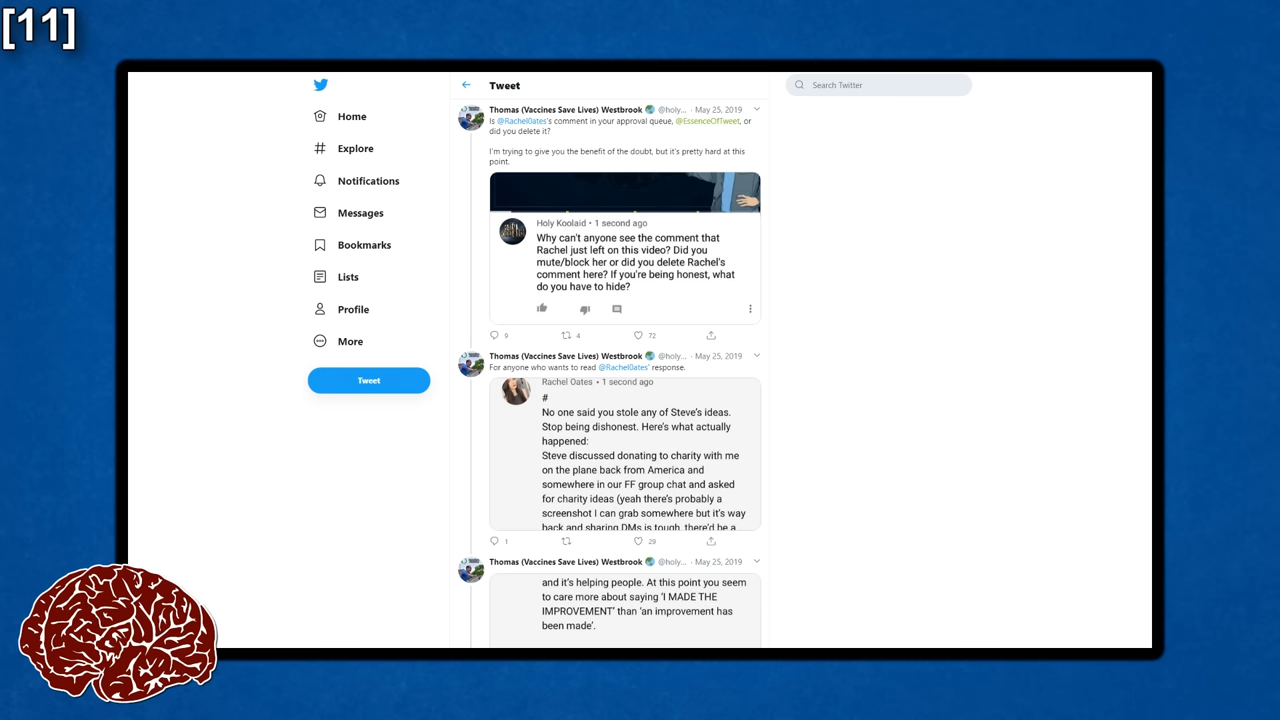 [11]
Tweet
Search Twitter
Home
Explore
Notifications
Messages
Bookmarks
Lists
Profile
More
Tweet
Thomas (Vaccines Save Lives) Westbrook @holy... · May 25, 2019
Is @RachelOates's comment in your approval queue, @EssenceOfTweet, or
did you delete it?
I'm trying to give you the benefit of the doubt, but it's pretty hard at this
point.
Holy Koolaid • 1 second ago
Why can't anyone see the comment that
Rachel just left on this video? Did you
mute/block her or did you delete Rachel's
comment here? If you're being honest, what
do you have to hide?
9 4 72
Thomas (Vaccines Save Lives) Westbrook @holy... · May 25, 2019
For anyone who wants to read @RachelOates' response.
Rachel Oates • 1 second ago
#
No one said you stole any of Steve's ideas.
Stop being dishonest. Here's what actually
happened:
Steve discussed donating to charity with me
on the plane back from America and
somewhere in our FF group chat and asked
for charity ideas (yeah there's probably a
screenshot I can grab somewhere but it's way
back and sharing DMs is tough, there'd be a
1 29
Thomas (Vaccines Save Lives) Westbrook @holy... · May 25, 2019
and it's helping people. At this point you seem
to care more about saying 'I MADE THE
IMPROVEMENT' than 'an improvement has
been made'.